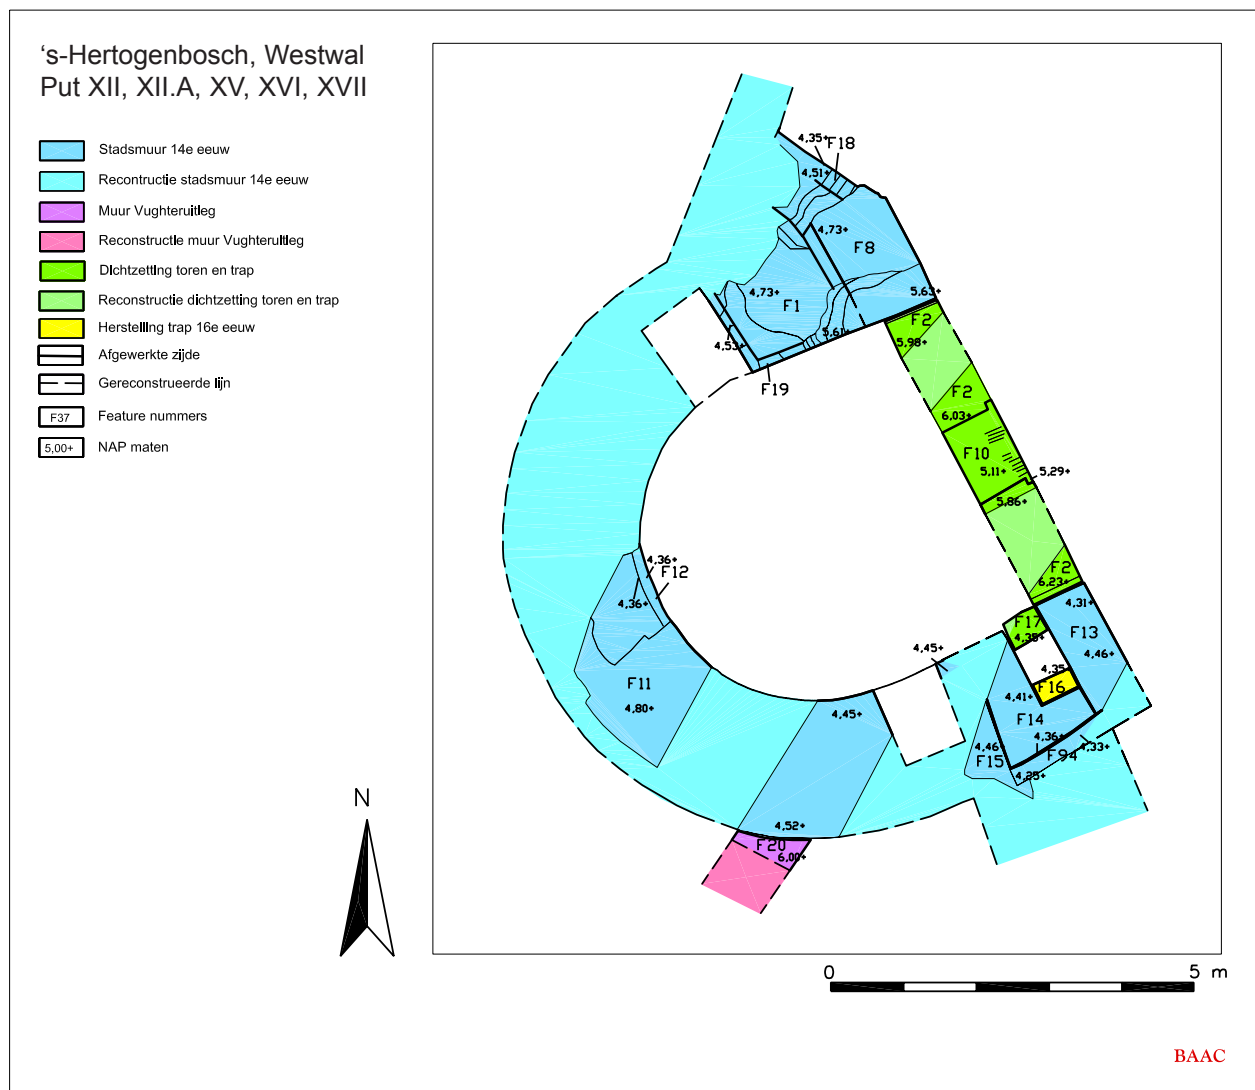 ‘s-Hertogenbosch, Westwal
Put XII, XII.A, XV, XVI, XVII
Stadsmuur 14e eeuw
Recontructie stadsmuur 14e eeuw
Muur Vughteruitleg
Reconstructie muur Vughteruitleg
Dichtzetting toren en trap
Reconstructie dichtzetting toren en trap
Herstelling trap 16e eeuw
Afgewerkte zijde
Gereconstrueerde lijn
F37 Feature nummers
5,00+ NAP maten
4,35+
F18
4,51+
4,73+
F8
4,73+
F1
5,63+
F2
5,61+
5,98+
4,53+
F19
F2
6,03+
F10
5,11+
5,29+
5,86+
4,36+
F12
4,36+
F2
6,23+
4,31+
F17
4,35+
F13
4,45+
4,46+
4,35
F16
4,41+
F11
4,80+
4,45+
F14
4,36+
4,46+
F94
4,33+
F15
4,25+
4,52+
F20
6,00+
N
0 5 m
BAAC